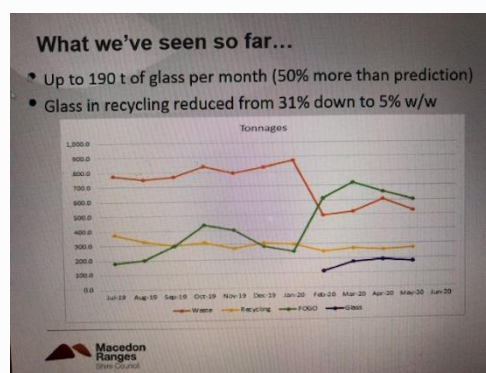 What we've seen so far...
• Up to 190 t of glass per month (50% more than prediction)
• Glass in recycling reduced from 31% down to 5% w/w
Tonnages
1,000.0
900.0
800.0
700.0
600.0
500.0
400.0
300.0
200.0
100.0
0.0
Jul-19 Aug-19 Sep-19 Oct-19 Nov-19 Dec-19 Jan-20 Feb-20 Mar-20 Apr-20 May-20 Jun-20
Waste Recycling FOGO Glass
Macedon
Ranges
Shire Council